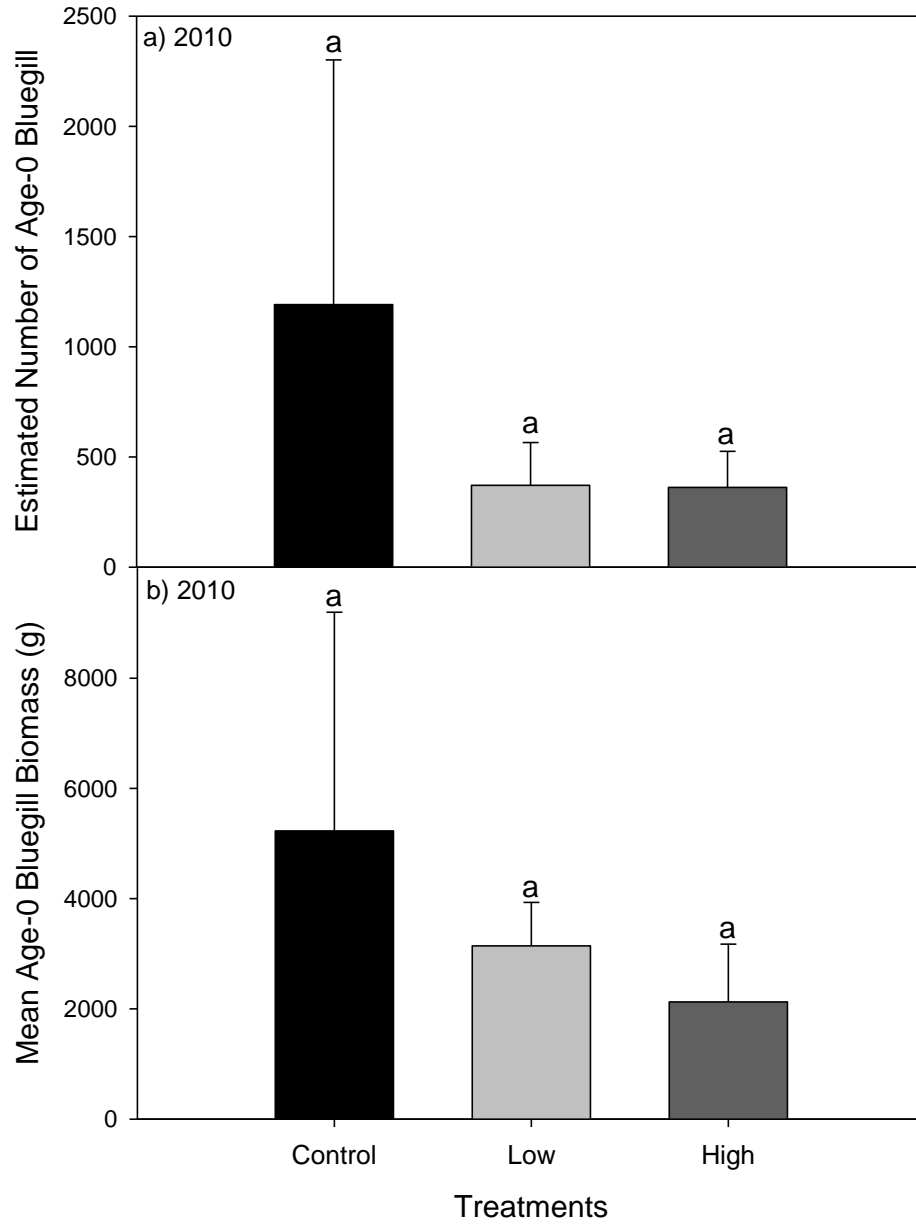 a) 2010
Estimated Number of Age-0 Bluegill
2500
2000
1500
1000
500
0
a
a
a
b) 2010
Mean Age-0 Bluegill Biomass (g)
8000
6000
4000
2000
0
a
a
a
Control
Low
High
Treatments